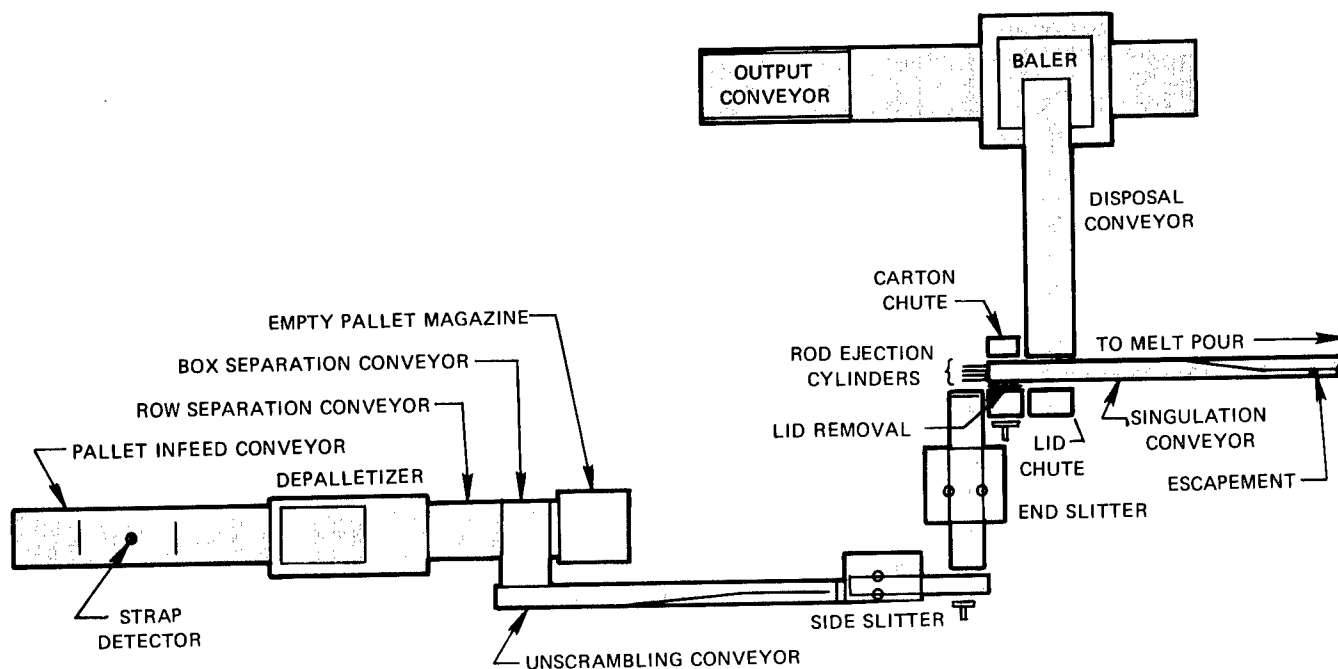 OUTPUT
CONVEYOR
BALER
DISPOSAL
CONVEYOR
CARTON
CHUTE
EMPTY PALLET MAGAZINE
TO MELT POUR
BOX SEPARATION CONVEYOR
ROD EJECTION
CYLINDERS
ROW SEPARATION CONVEYOR
LID REMOVAL
LID
CHUTE
SINGULATION
CONVEYOR
PALLET INFEED CONVEYOR
DEPALLETIZER
ESCAPEMENT
END SLITTER
STRAP
DETECTOR
SIDE SLITTER
UNSCRAMBLING CONVEYOR